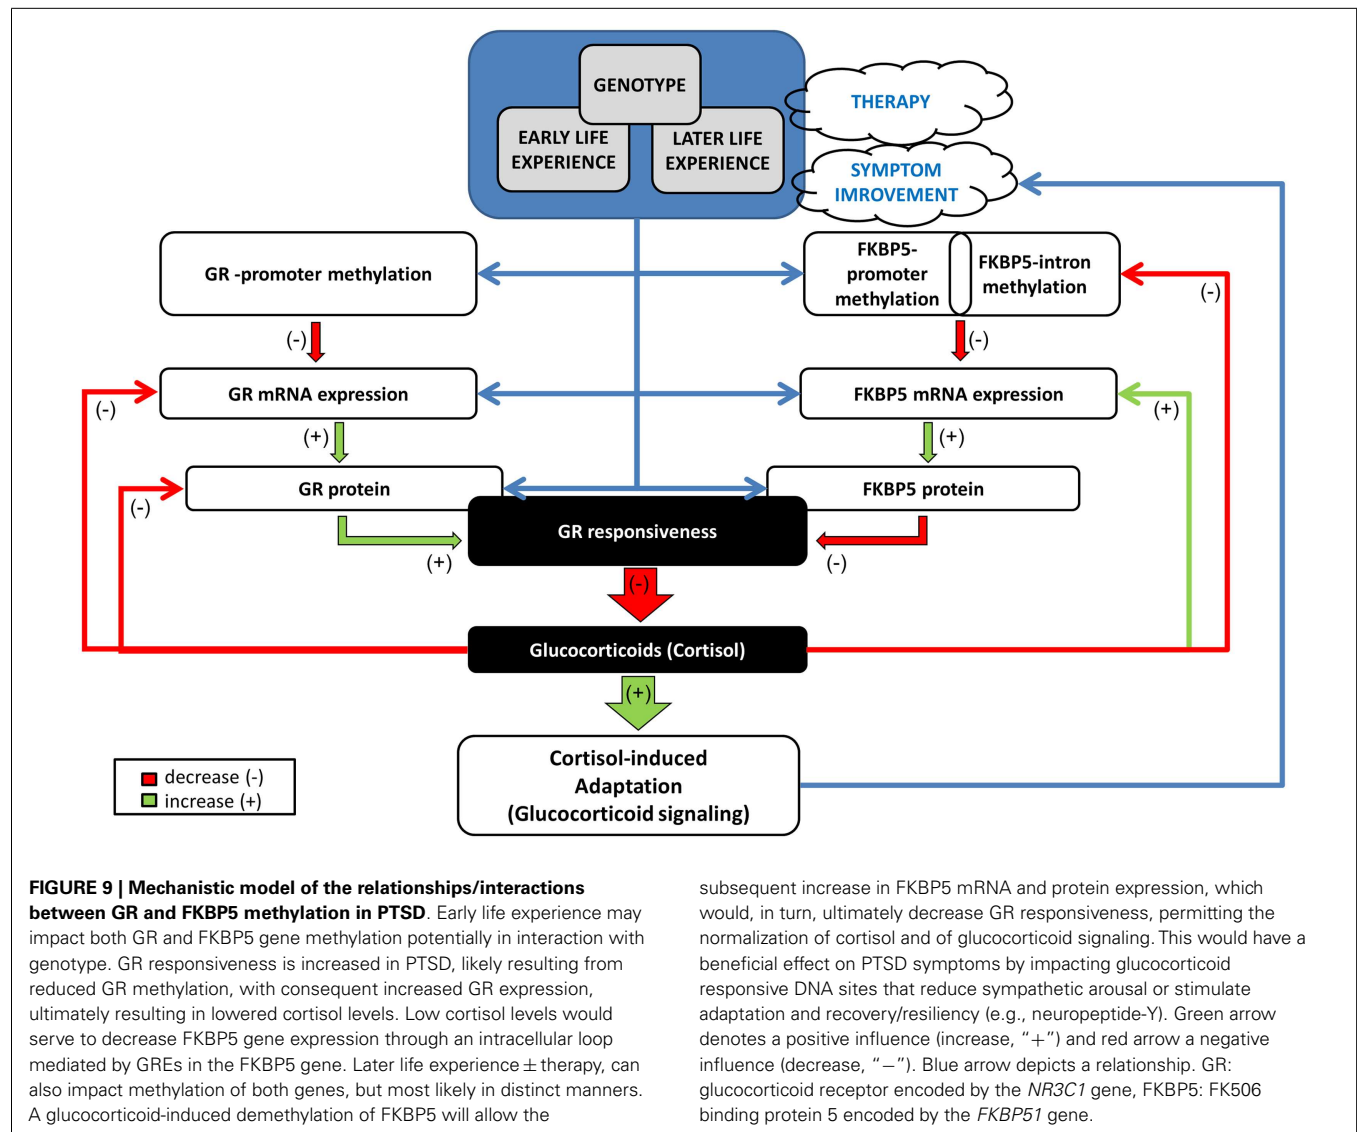 GENOTYPE
EARLY LIFE
EXPERIENCE
LATER LIFE
EXPERIENCE
THERAPY
SYMPTOM
IMROVEMENT
GR -promoter methylation
FKBP5-
promoter
methylation
FKBP5-intron
methylation
(-)
(-)
(-)
GR mRNA expression
FKBP5 mRNA expression
(-)
(+)
(+)
(+)
GR protein
FKBP5 protein
(-)
GR responsiveness
(+)
(-)
(-)
Glucocorticoids (Cortisol)
(+)
Cortisol-induced
Adaptation
(Glucocorticoid signaling)
decrease (-)
increase (+)
FIGURE 9 | Mechanistic model of the relationships/interactions
between GR and FKBP5 methylation in PTSD. Early life experience may
impact both GR and FKBP5 gene methylation potentially in interaction with
genotype. GR responsiveness is increased in PTSD, likely resulting from
reduced GR methylation, with consequent increased GR expression,
ultimately resulting in lowered cortisol levels. Low cortisol levels would
serve to decrease FKBP5 gene expression through an intracellular loop
mediated by GREs in the FKBP5 gene. Later life experience ± therapy, can
also impact methylation of both genes, but most likely in distinct manners.
A glucocorticoid-induced demethylation of FKBP5 will allow the
subsequent increase in FKBP5 mRNA and protein expression, which
would, in turn, ultimately decrease GR responsiveness, permitting the
normalization of cortisol and of glucocorticoid signaling. This would have a
beneficial effect on PTSD symptoms by impacting glucocorticoid
responsive DNA sites that reduce sympathetic arousal or stimulate
adaptation and recovery/resiliency (e.g., neuropeptide-Y). Green arrow
denotes a positive influence (increase, “+”) and red arrow a negative
influence (decrease, “−”). Blue arrow depicts a relationship. GR:
glucocorticoid receptor encoded by the NR3C1 gene, FKBP5: FK506
binding protein 5 encoded by the FKBP51 gene.